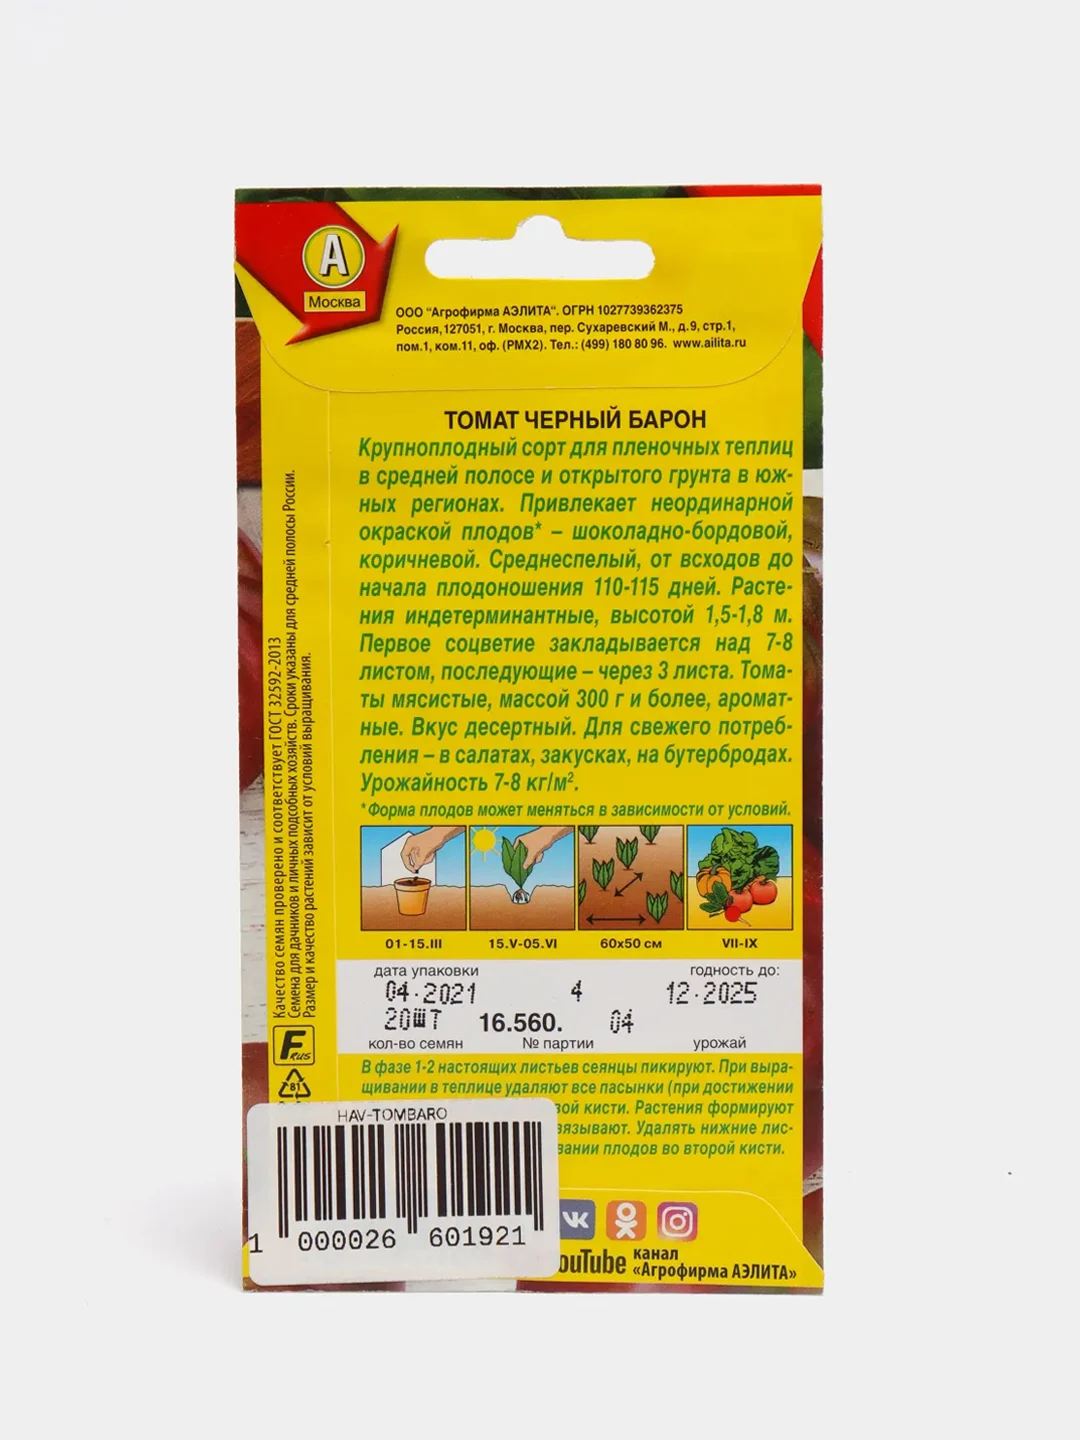 А
Москва
ООО "Агрофирма АЭЛИТА". ОГРН 1027739362375
Россия,127051, г. Москва, пер. Сухаревский М., д.9, стр.1,
пом.1, ком.11, оф. (РМХ2). Тел.: (499) 180 80 96. www.ailita.ru
ТОМАТ ЧЕРНЫЙ БАРОН
Крупноплодный сорт для пленочных теплиц
в средней полосе и открытого грунта в юж-
ных регионах. Привлекает неординарной
окраской плодов* – шоколадно-бордовой,
коричневой. Среднеспелый, от всходов до
начала плодоношения 110-115 дней. Расте-
ния индетерминантные, высотой 1,5-1,8 м.
Первое соцветие закладывается над 7-8
листом, последующие – через 3 листа. Тома-
ты мясистые, массой 300 г и более, аромат-
ные. Вкус десертный. Для свежего потреб-
ления – в салатах, закусках, на бутербродах.
Урожайность 7-8 кг/м².
*Форма плодов может меняться в зависимости от условий.
01-15.III 15.V-05.VI 60х50 см VII-IX
дата упаковки годность до:
04.2021 4 12.2025
20шт 16.560. 04
кол-во семян № партии урожай
В фазе 1-2 настоящих листьев сеянцы пикируют. При выра-
щивании в теплице удаляют все пасынки (при достижении
вой кисти. Растения формируют
вязывают. Удалять нижние лис-
вании плодов во второй кисти.
Качество семян проверено и соответствует ГОСТ 32592-2013
Семена для дачников и личных подсобных хозяйств. Сроки указаны для средней полосы России.
Размер и качество растений зависит от условий выращивания.
F RUS
81
HAV-TOMBARO
1 000026 601921
ouTube канал
«Агрофирма АЭЛИТА»